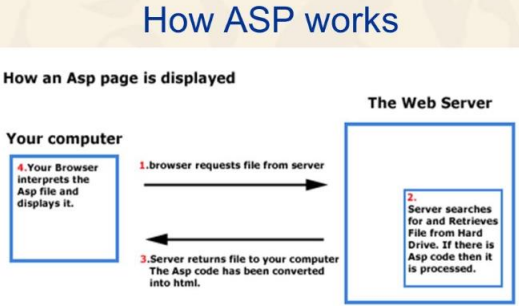 How ASP works
How an Asp page is displayed
The Web Server
Your computer
4.Your Browser
interprets the
Asp file and
displays it.
1.browser requests file from server
2.
Server searches
for and Retrieves
File from Hard
Drive. If there is
Asp code then it
is processed.
3.Server returns file to your computer
The Asp code has been converted
into html.